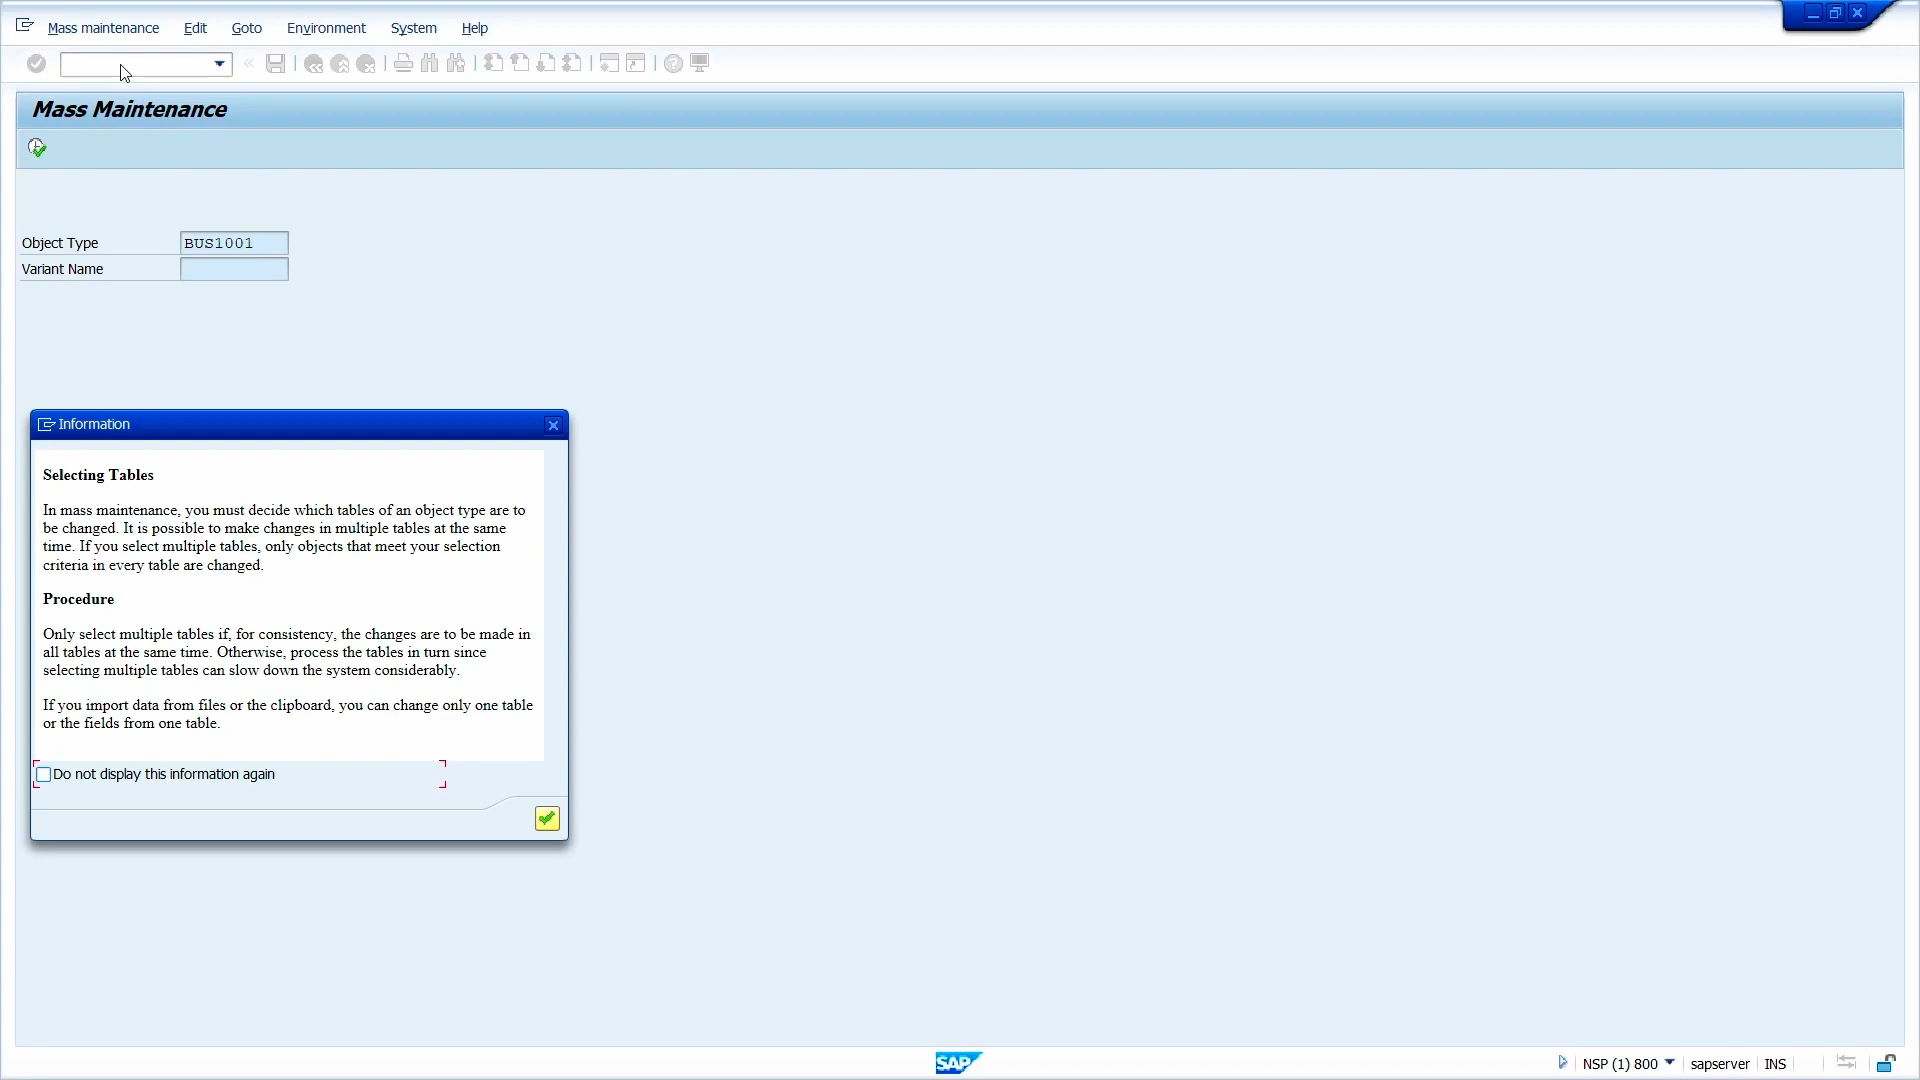 Mass maintenance Edit Goto Environment System Help
Mass Maintenance
Object Type BUS1001
Variant Name
Information
Selecting Tables
In mass maintenance, you must decide which tables of an object type are to
be changed. It is possible to make changes in multiple tables at the same
time. If you select multiple tables, only objects that meet your selection
criteria in every table are changed.
Procedure
Only select multiple tables if, for consistency, the changes are to be made in
all tables at the same time. Otherwise, process the tables in turn since
selecting multiple tables can slow down the system considerably.
If you import data from files or the clipboard, you can change only one table
or the fields from one table.
Do not display this information again
SAP NSP (1) 800 sapserver INS